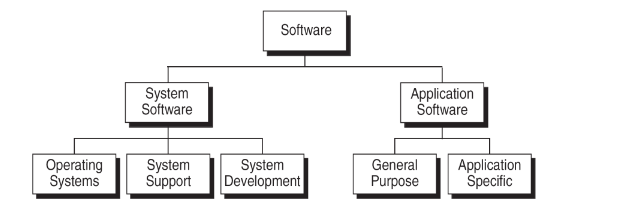 Software
System
Software
Application
Software
Operating
Systems
System
Support
System
Development
General
Purpose
Application
Specific